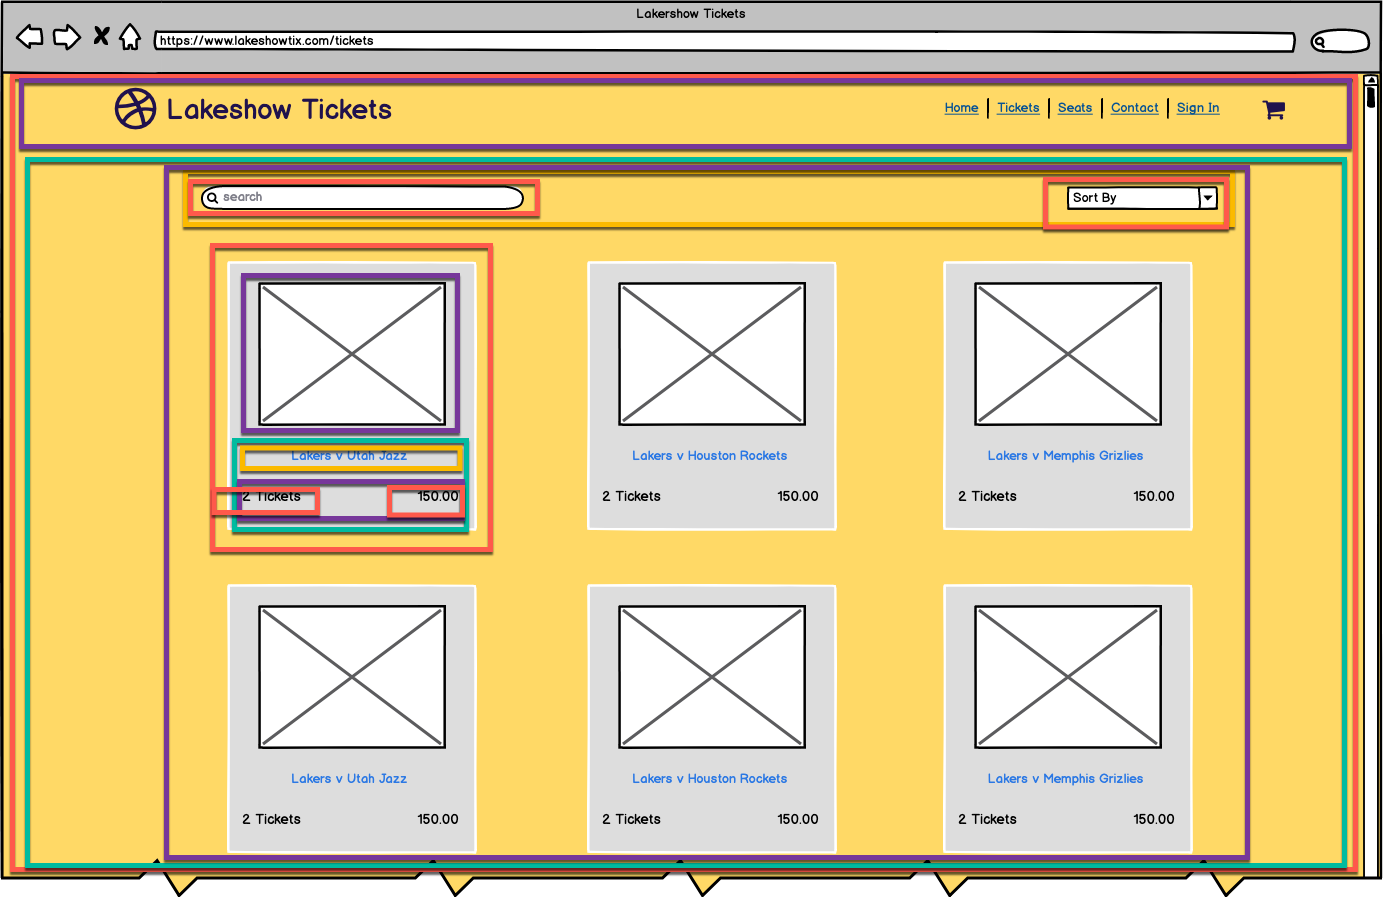 Lakershow Tickets
https://www.lakeshowtix.com/tickets
Lakeshow Tickets
Home Tickets Seats Contact Sign In
search
Sort By
Lakers v Utah Jazz
2 Tickets 150.00
Lakers v Houston Rockets
2 Tickets 150.00
Lakers v Memphis Grizlies
2 Tickets 150.00
Lakers v Utah Jazz
2 Tickets 150.00
Lakers v Houston Rockets
2 Tickets 150.00
Lakers v Memphis Grizlies
2 Tickets 150.00